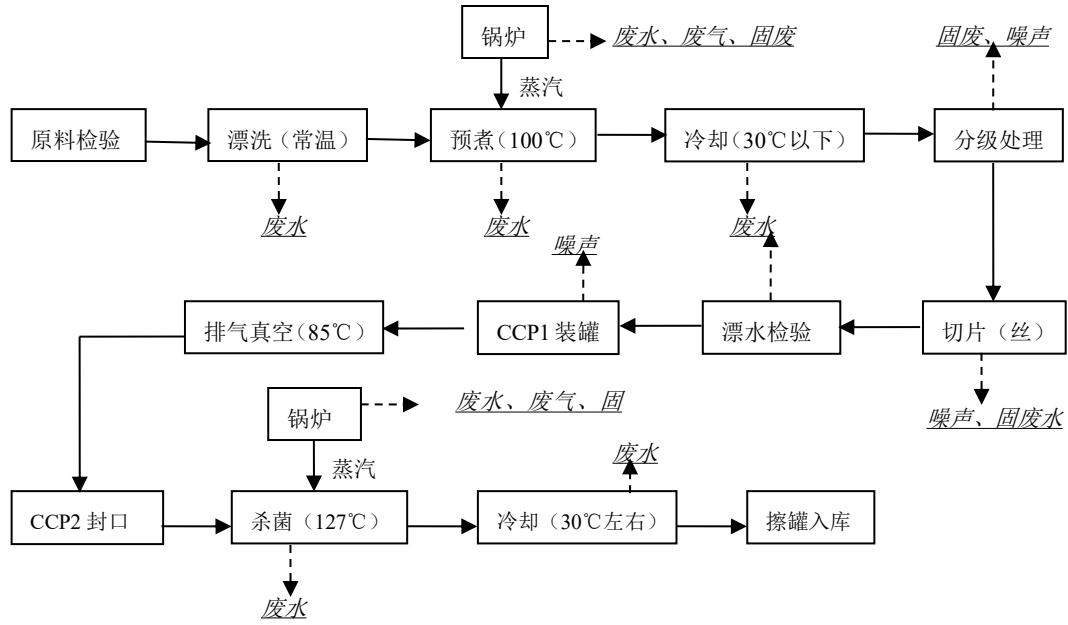 锅炉
废水、废气、固废
固废、噪声
蒸汽
原料检验
漂洗（常温）
预煮（100℃）
冷却（30℃以下）
分级处理
废水
废水
废水
噪声
排气真空（85℃）
CCP1 装罐
漂水检验
切片（丝）
锅炉
废水、废气、固
噪声、固废水
废水
蒸汽
CCP2 封口
杀菌（127℃）
冷却（30℃左右）
擦罐入库
废水